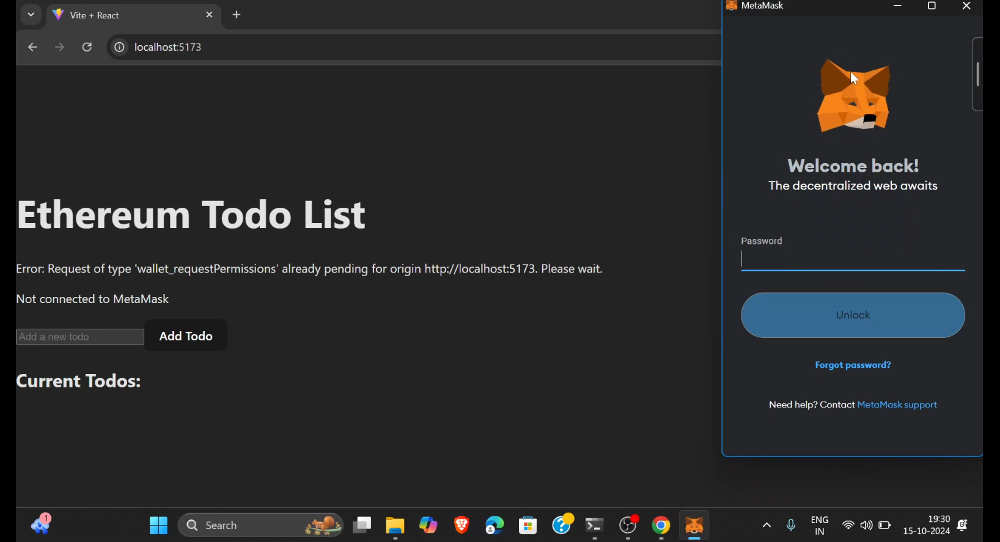 Vite + React
localhost:5173
Ethereum Todo List
Error: Request of type 'wallet_requestPermissions' already pending for origin http://localhost:5173. Please wait.
Not connected to MetaMask
Add a new todo
Add Todo
Current Todos:
MetaMask
Welcome back!
The decentralized web awaits
Password
Unlock
Forgot password?
Need help? Contact MetaMask support
1
Search
ENG
IN
19:30
15-10-2024